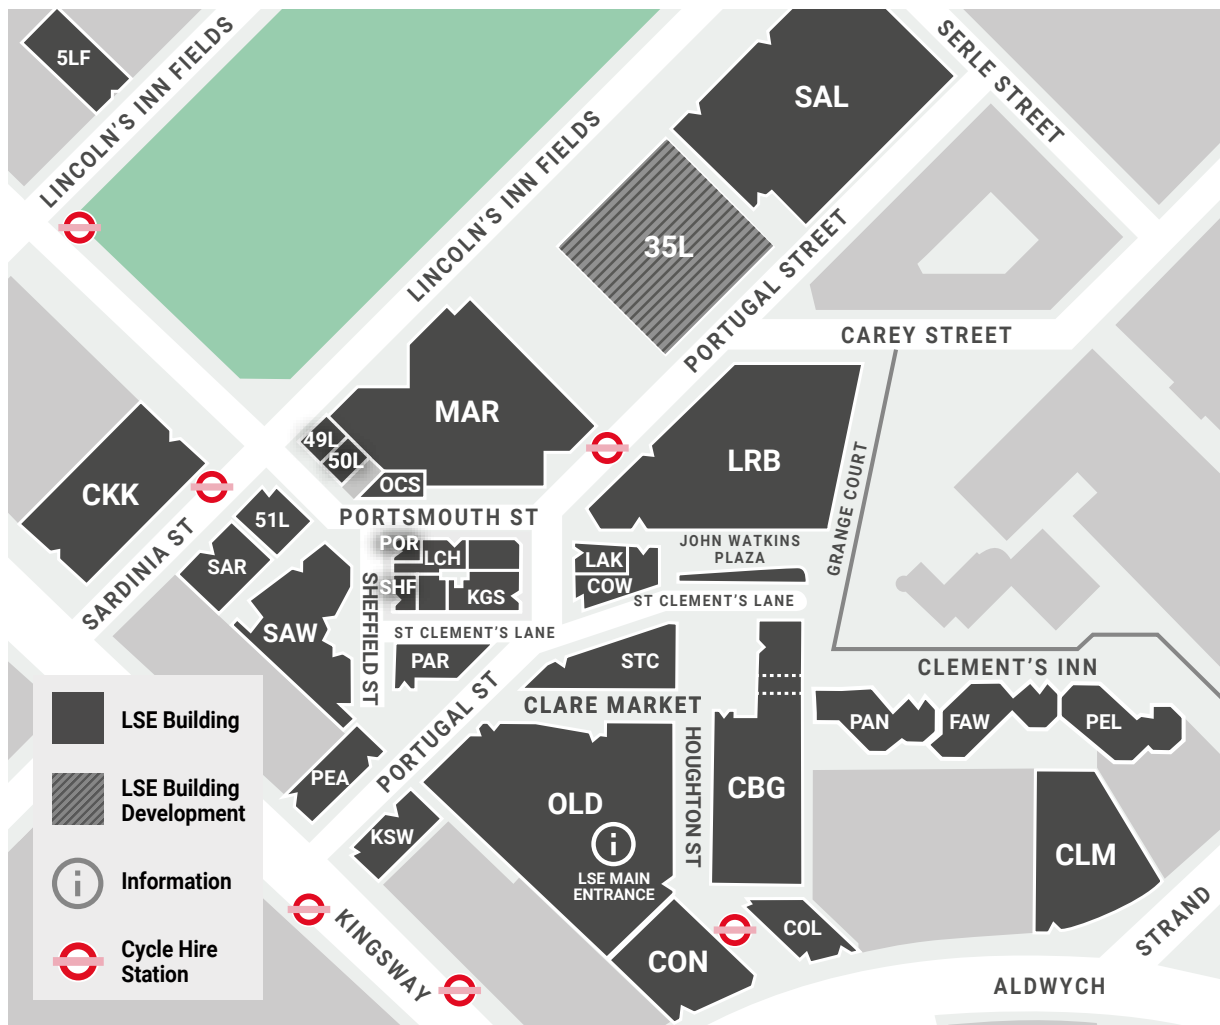 5LF
LINCOLN'S INN FIELDS
SAL
SERLE STREET
LINCOLN'S INN FIELDS
35L
PORTUGAL STREET
CAREY STREET
MAR
49L
50L
OCS
LRB
GRANGE COURT
CKK
SARDINIA ST
51L
SAR
SAW
PORTSMOUTH ST
POR
LCH
SHF
KGS
SHEFFIELD ST
LAK
COW
JOHN WATKINS
PLAZA
ST CLEMENT'S LANE
ST CLEMENT'S LANE
PAR
STC
CLARE MARKET
CLEMENT'S INN
PAN
FAW
PEL
PEA
PORTUGAL ST
KSW
OLD
LSE MAIN
ENTRANCE
HOUGHTON ST
CBG
CLM
COL
CON
KINGSWAY
STRAND
ALDWYCH
LSE Building
LSE Building
Development
Information
Cycle Hire
Station